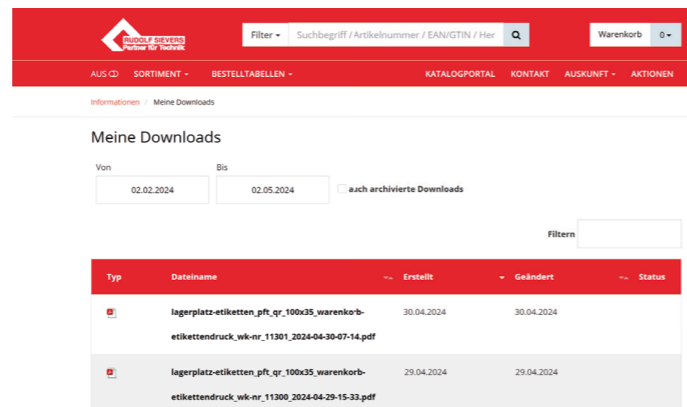 RUDOLF SIEVERS
Partner für Technik
Filter
Suchbegriff / Artikelnummer / EAN/GTIN / Her
Warenkorb 0
AUS SORTIMENT BESTELLTABELLEN KATALOGPORTAL KONTAKT AUSKUNFT AKTIONEN
Informationen / Meine Downloads
Meine Downloads
Von Bis
02.02.2024 02.05.2024 auch archivierte Downloads
Filtern
Typ Dateiname Erstellt Geändert Status
lagerplatz-etiketten_pft_qr_100x35_warenkorb- 30.04.2024 30.04.2024
etikettendruck_wk-nr_11301_2024-04-30-07-14.pdf
lagerplatz-etiketten_pft_qr_100x35_warenkorb- 29.04.2024 29.04.2024
etikettendruck_wk-nr_11300_2024-04-29-15-33.pdf